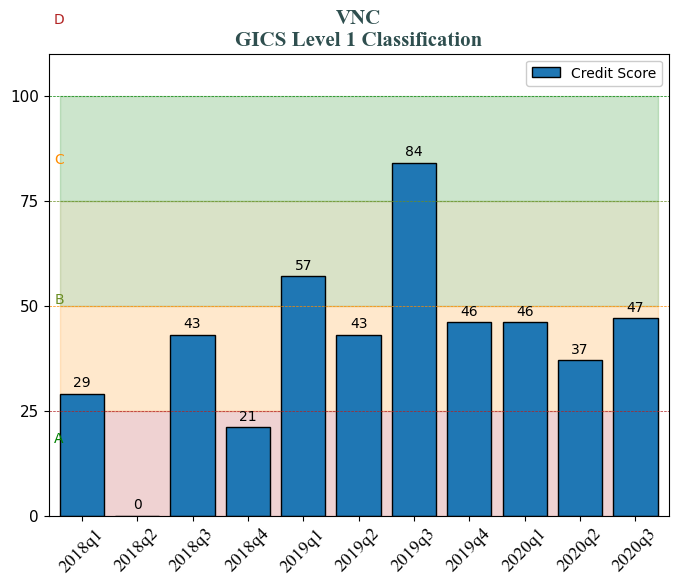 D
VNC
GICS Level 1 Classification
Credit Score
100
75
50
25
0
C
B
A
29
0
43
21
57
43
84
46
46
37
47
2018q1
2018q2
2018q3
2018q4
2019q1
2019q2
2019q3
2019q4
2020q1
2020q2
2020q3